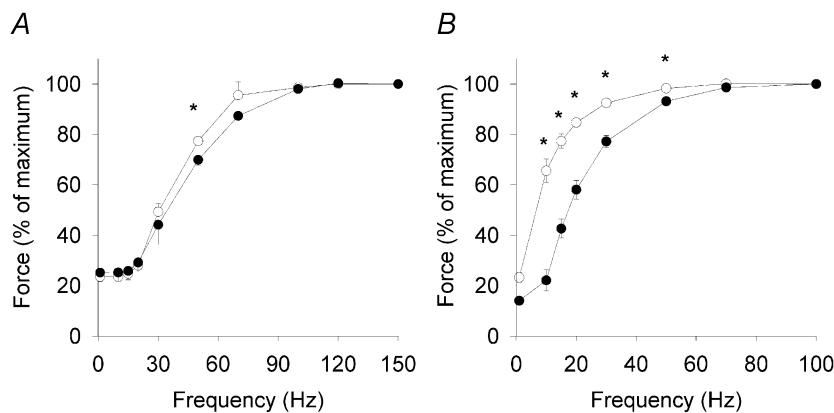 A
Force (% of maximum)
100
80
60
40
20
0
*
0 30 60 90 120 150
Frequency (Hz)
B
Force (% of maximum)
100
80
60
40
20
0
* * * * *
0 20 40 60 80 100
Frequency (Hz)